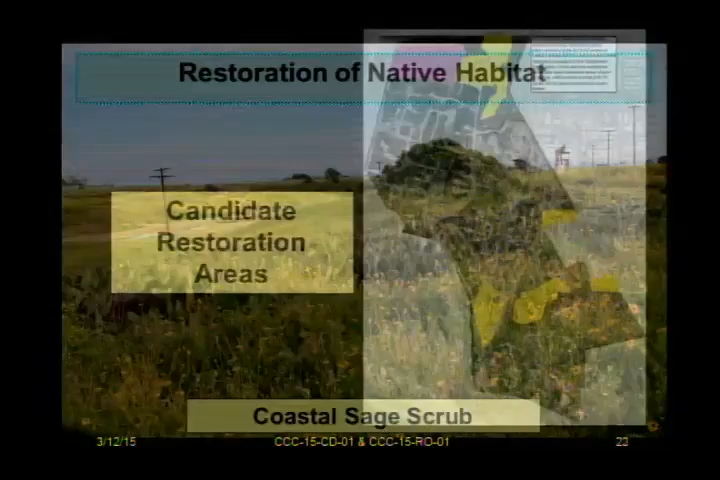 Restoration of Native Habitat
Candidate
Restoration
Areas
Coastal Sage Scrub
3/12/15
CCC-15-CD-01 & CCC-15-RO-01